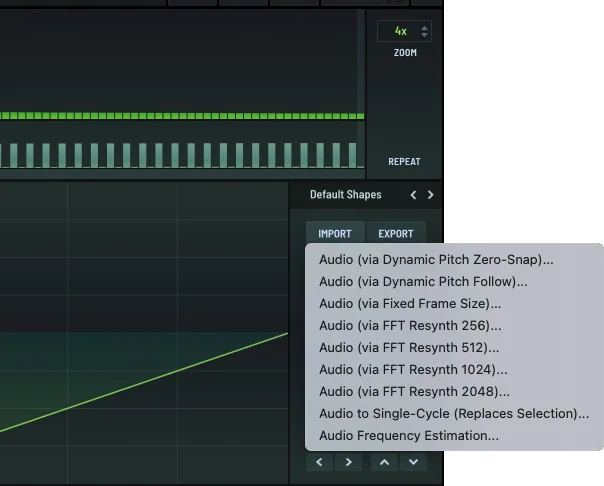 4x
ZOOM
REPEAT
Default Shapes
IMPORT EXPORT
Audio (via Dynamic Pitch Zero-Snap)...
Audio (via Dynamic Pitch Follow)...
Audio (via Fixed Frame Size)...
Audio (via FFT Resynth 256)...
Audio (via FFT Resynth 512)...
Audio (via FFT Resynth 1024)...
Audio (via FFT Resynth 2048)...
Audio to Single-Cycle (Replaces Selection)...
Audio Frequency Estimation...